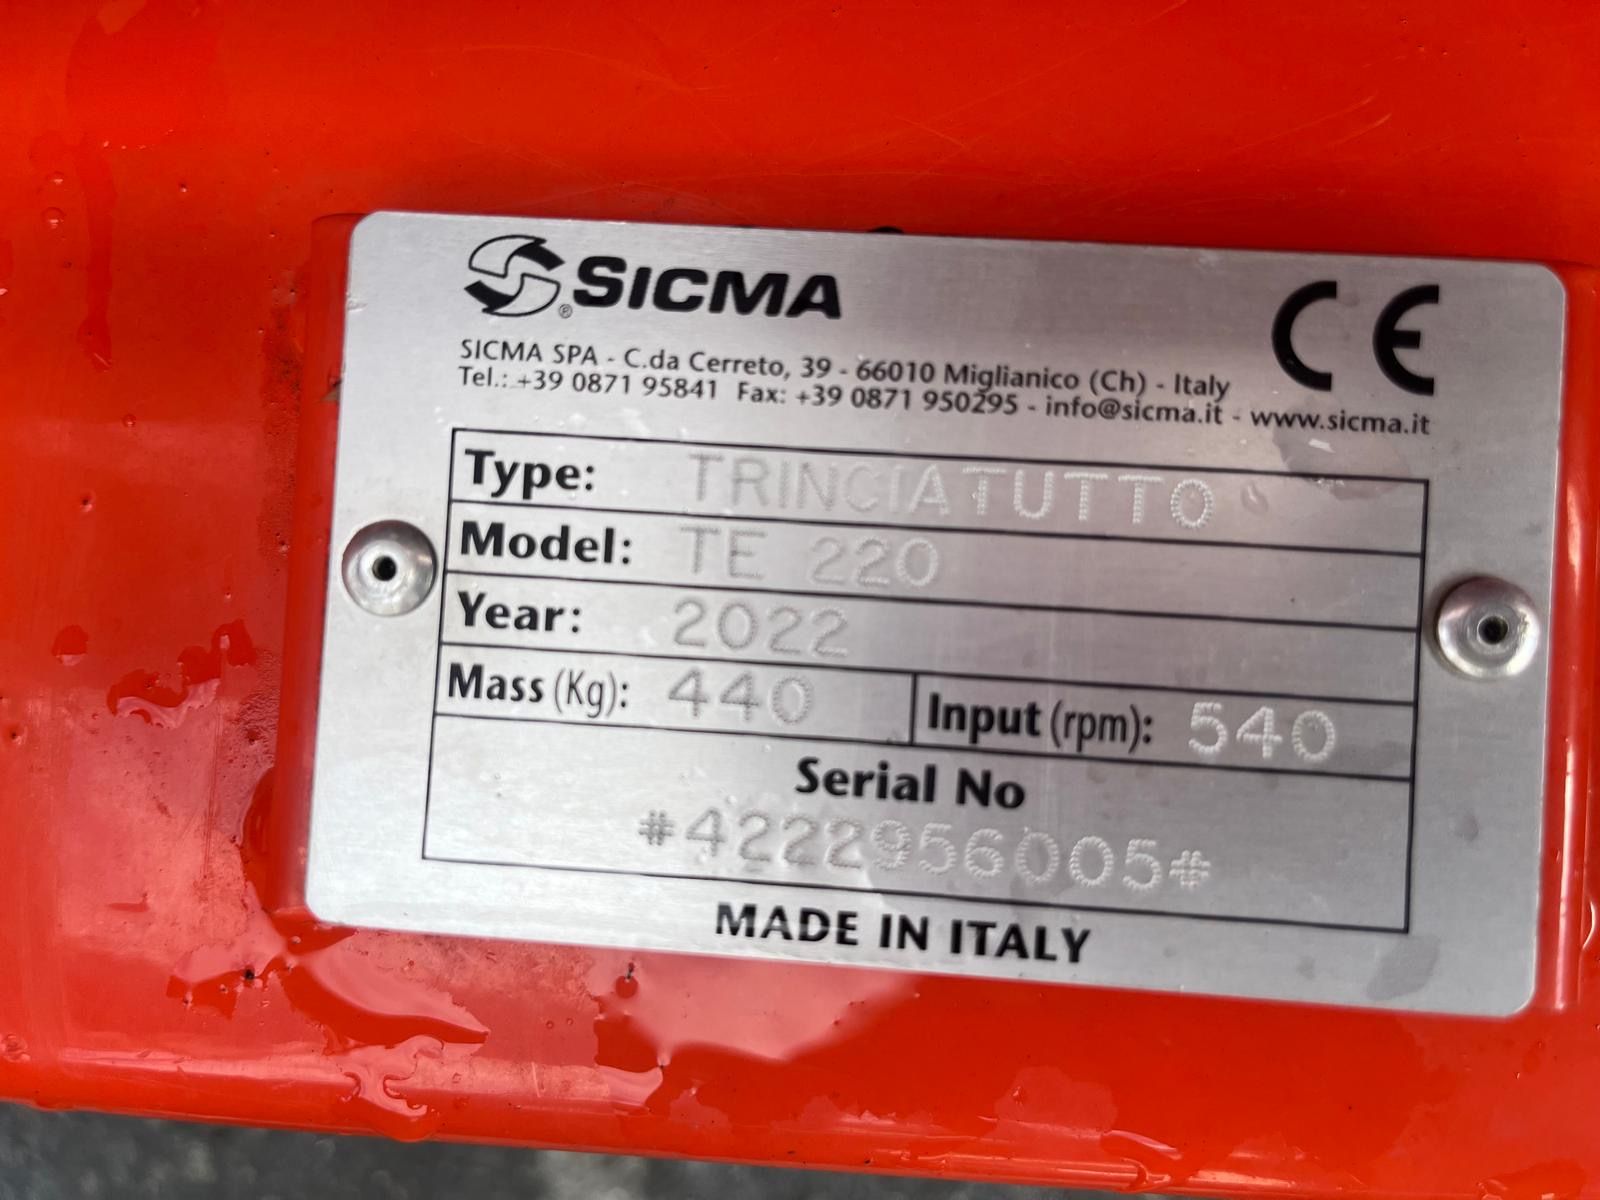 SICMA
SICMA SPA - C.da Cerreto, 39 - 66010 Miglianico (Ch) - Italy
Tel.: +39 0871 95841 Fax: +39 0871 950295 - info@sicma.it - www.sicma.it
CE
Type: TRINCIATUTTO
Model: TE 220
Year: 2022
Mass (Kg): 440 Input (rpm): 540
Serial No
#4222956005#
MADE IN ITALY